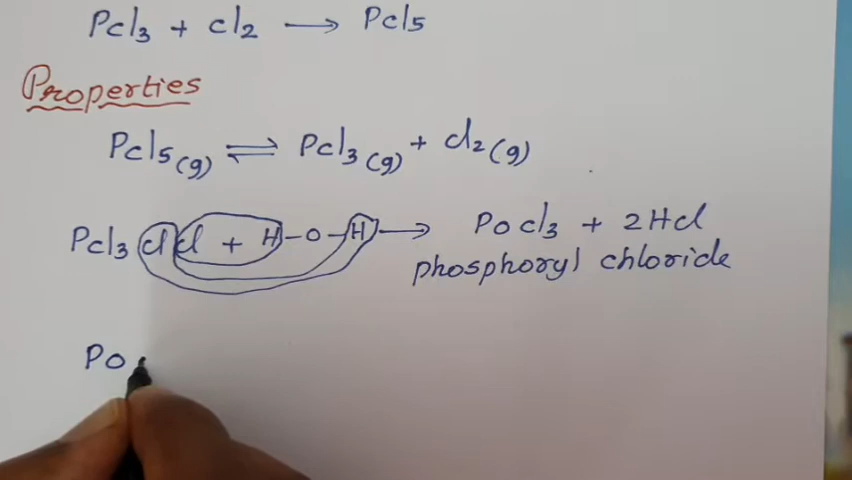 PCl3 + Cl2 → PCl5
Properties
PCl5(g) ⇌ PCl3(g) + Cl2(g)
PCl3 Cl Cl + H-O-H → POCl3 + 2HCl
phosphoryl chloride
PO